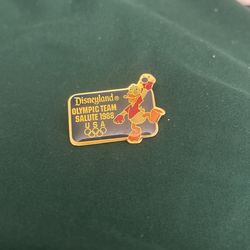 Disneyland®
OLYMPIC TEAM
SALUTE 1988
USA